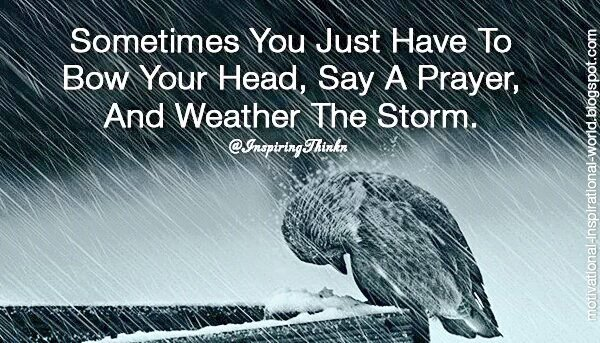 Sometimes You Just Have To
Bow Your Head, Say A Prayer,
And Weather The Storm.
@InspiringThinkn
motivational-inspirational-world.blogspot.com